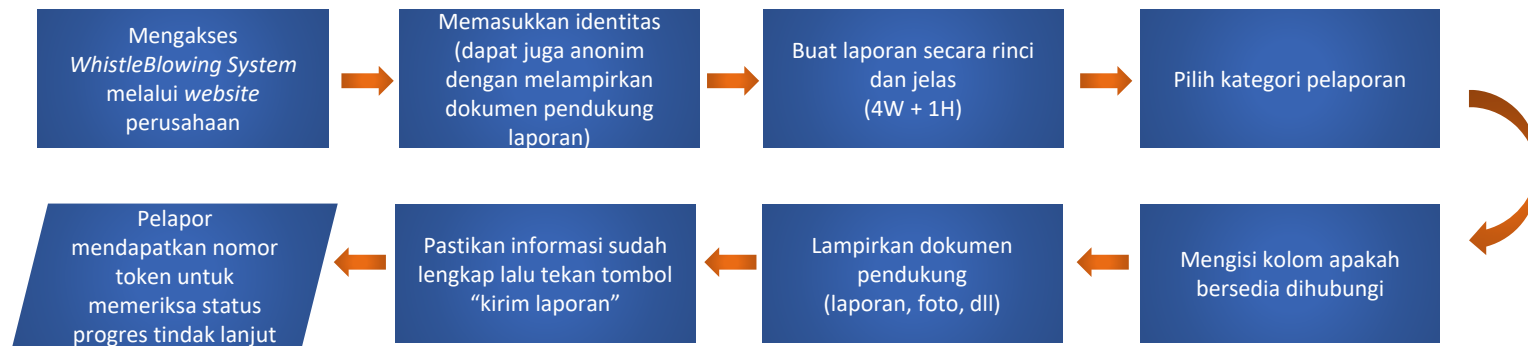 Mengakses
WhistleBlowing System
melalui website
perusahaan
Memasukkan identitas
(dapat juga anonim
dengan melampirkan
dokumen pendukung
laporan)
Buat laporan secara rinci
dan jelas
(4W + 1H)
Pilih kategori pelaporan
Mengisi kolom apakah
bersedia dihubungi
Lampirkan dokumen
pendukung
(laporan, foto, dll)
Pastikan informasi sudah
lengkap lalu tekan tombol
“kirim laporan”
Pelapor
mendapatkan nomor
token untuk
memeriksa status
progres tindak lanjut